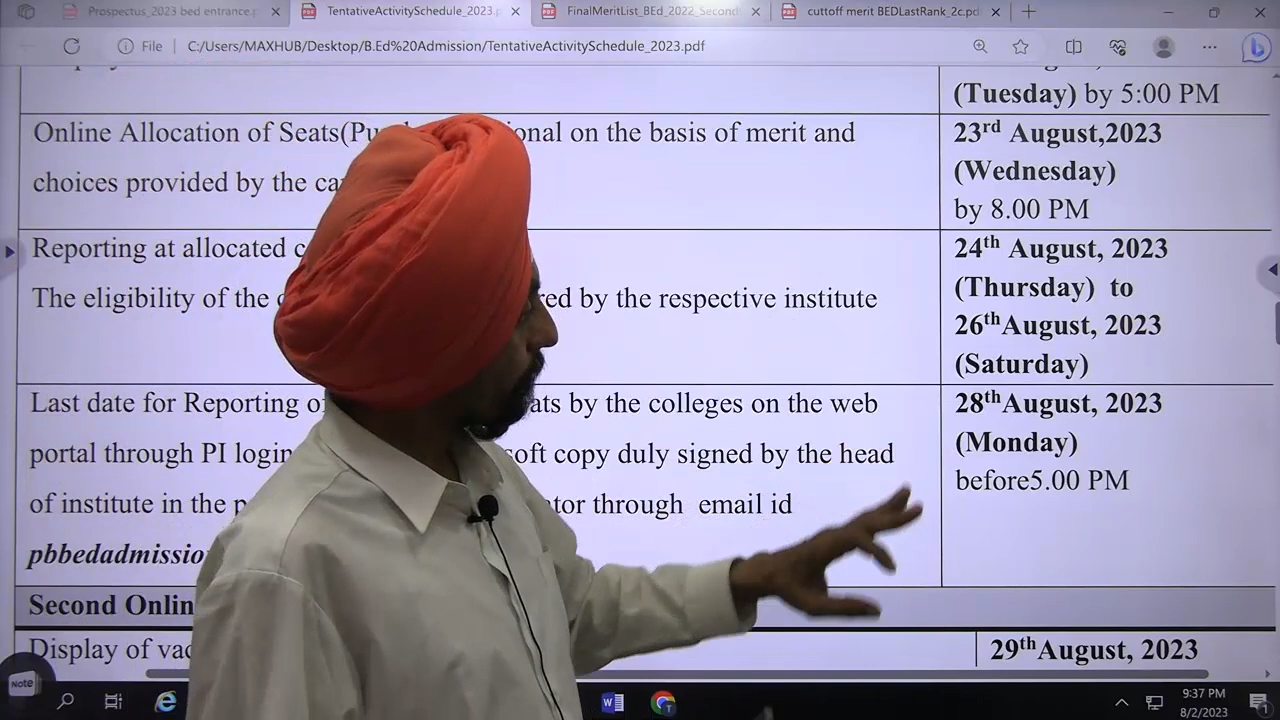 Prospectus_2023 bed entrance.p
TentativeActivitySchedule_2023.p
FinalMeritList_BEd_2022_Second
cuttoff merit BEDLastRank_2c.pd
File
C:/Users/MAXHUB/Desktop/B.Ed%20Admission/TentativeActivitySchedule_2023.pdf
(Tuesday) by 5:00 PM
Online Allocation of Seats(Pu onal on the basis of merit and
choices provided by the ca
23rd August,2023
(Wednesday)
by 8.00 PM
Reporting at allocated c
The eligibility of the red by the respective institute
24th August, 2023
(Thursday) to
26thAugust, 2023
(Saturday)
Last date for Reporting of ats by the colleges on the web
portal through PI login soft copy duly signed by the head
of institute in the p tor through email id
pbbedadmissio
28thAugust, 2023
(Monday)
before5.00 PM
Second Onlin
Display of vac
29thAugust, 2023
Note
9:37 PM
8/2/2023